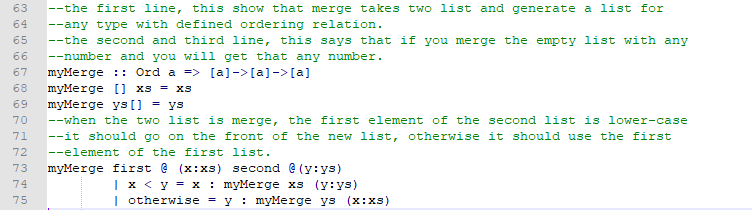 63 --the first line, this show that merge takes two list and generate a list for
64 --any type with defined ordering relation.
65 --the second and third line, this says that if you merge the empty list with any
66 --number and you will get that any number.
67 myMerge :: Ord a => [a]->[a]->[a]
68 myMerge [] xs = xs
69 myMerge ys[] = ys
70 --when the two list is merge, the first element of the second list is lower-case
71 --it should go on the front of the new list, otherwise it should use the first
72 --element of the first list.
73 myMerge first @ (x:xs) second @(y:ys)
74 | x < y = x : myMerge xs (y:ys)
75 | otherwise = y : myMerge ys (x:xs)